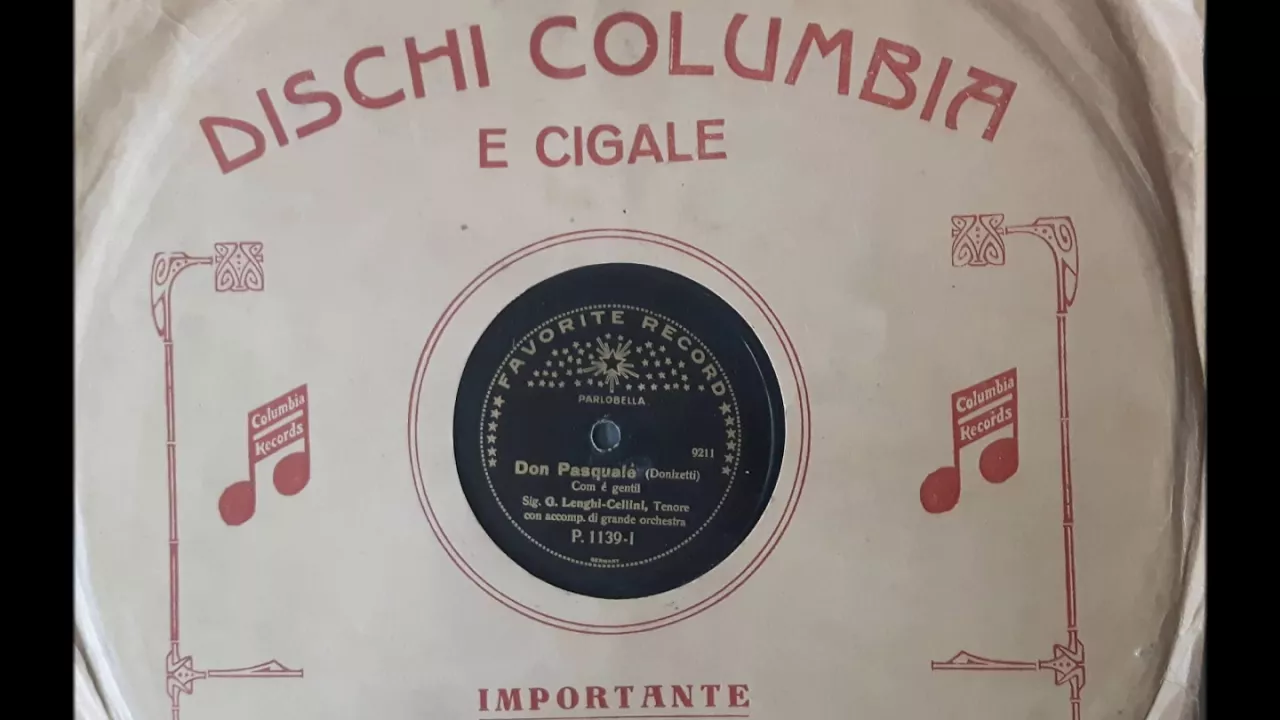 DISCHI COLUMBIA
E CIGALE
Columbia
Records
Columbia
Records
FAVORITE RECORD
PARLOBELLA
9211
Don Pasquale (Donizetti)
Com é gentil
Sig. G. Lenghi-Cellini, Tenore
con accomp. di grande orchestra
P. 1139-I
GERMANY
IMPORTANTE